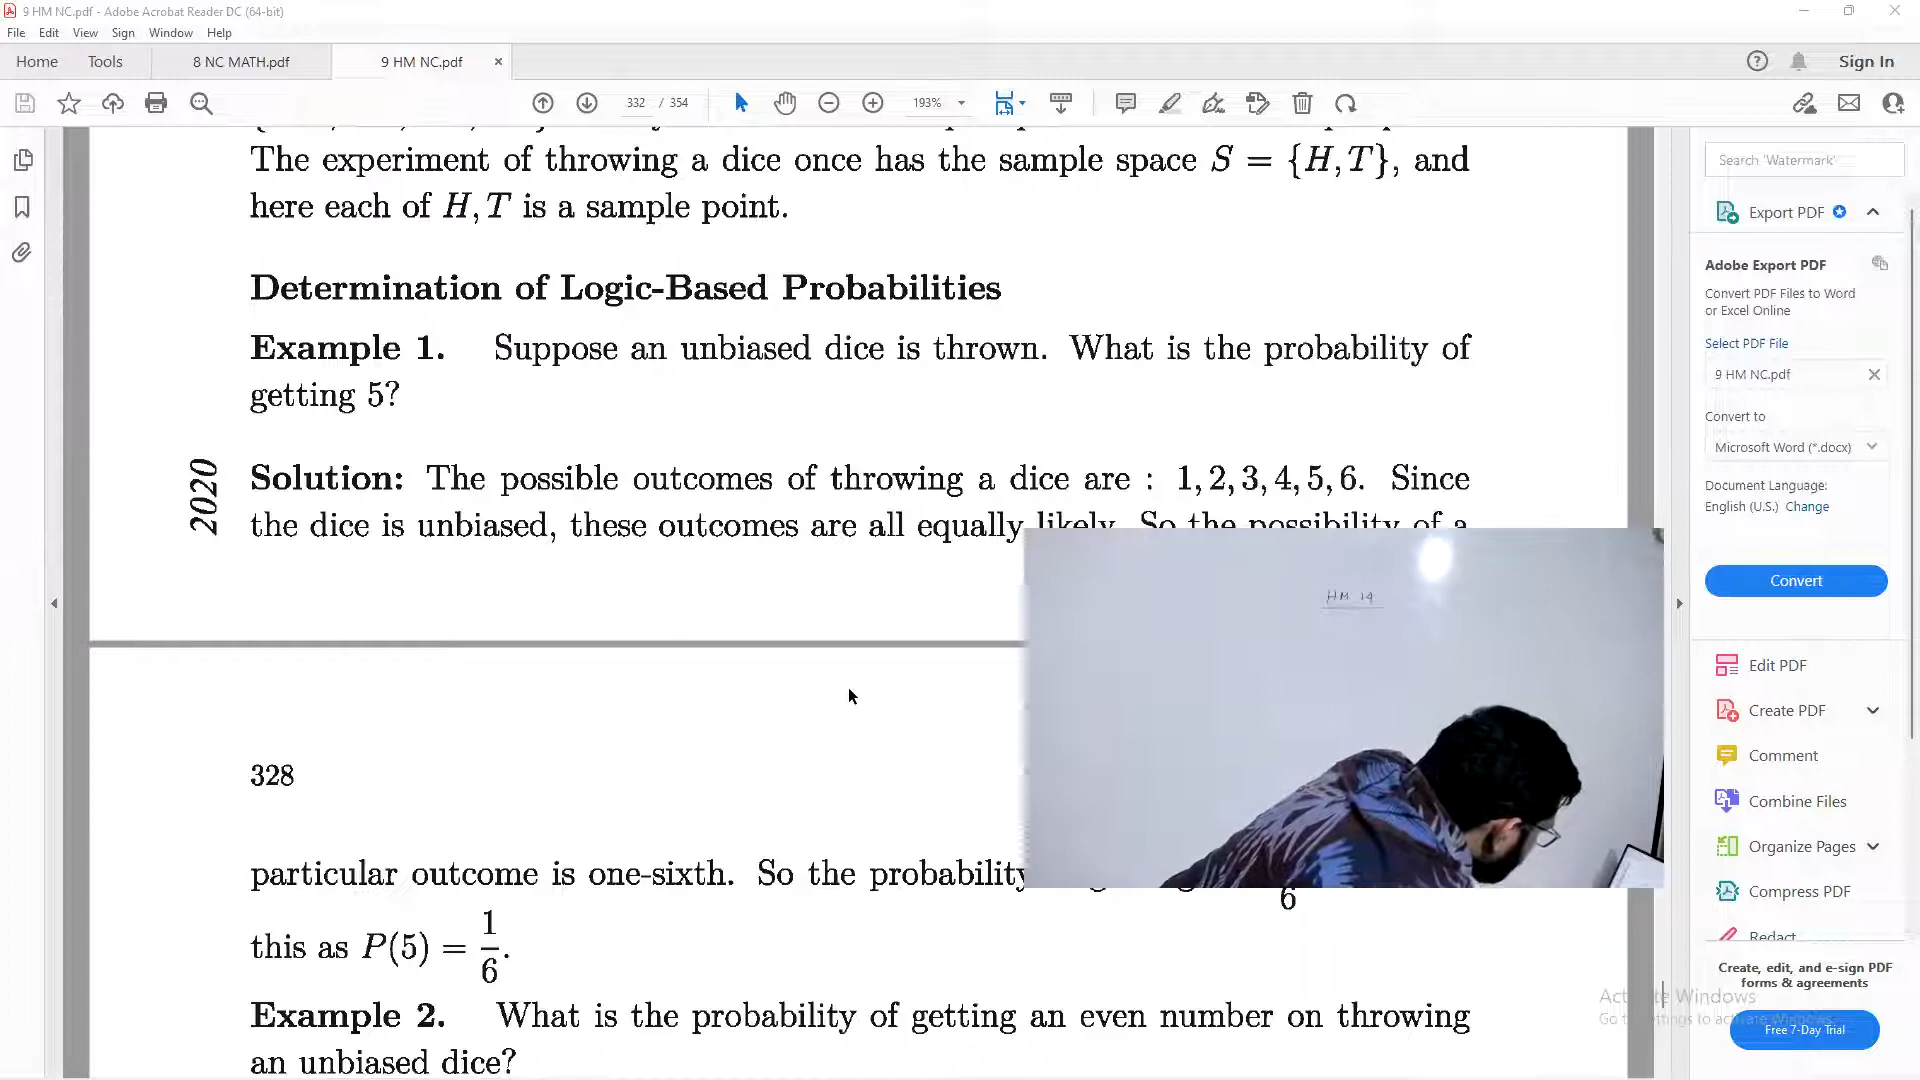 9 HM NC.pdf - Adobe Acrobat Reader DC (64-bit)
File Edit View Sign Window Help
Home Tools 8 NC MATH.pdf 9 HM NC.pdf ×
Sign In
332 / 354 193%
The experiment of throwing a dice once has the sample space S = {H, T}, and
here each of H, T is a sample point.
Determination of Logic-Based Probabilities
Example 1. Suppose an unbiased dice is thrown. What is the probability of
getting 5?
2020
Solution: The possible outcomes of throwing a dice are : 1, 2, 3, 4, 5, 6. Since
the dice is unbiased, these outcomes are all equally likely. So the possibility of a
HM 14
328
particular outcome is one-sixth. So the probability
6
this as P(5) = 1/6.
Example 2. What is the probability of getting an even number on throwing
an unbiased dice?
Search 'Watermark'
Export PDF
Adobe Export PDF
Convert PDF Files to Word
or Excel Online
Select PDF File
9 HM NC.pdf
Convert to
Microsoft Word (*.docx)
Document Language:
English (U.S.) Change
Convert
Edit PDF
Create PDF
Comment
Combine Files
Organize Pages
Compress PDF
Redact
Create, edit, and e-sign PDF
forms & agreements
Free 7-Day Trial
Windows